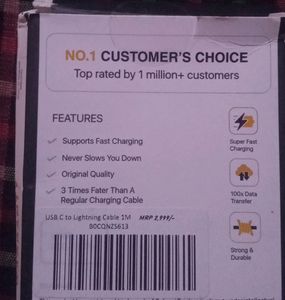 NO.1 CUSTOMER'S CHOICE
Top rated by 1 million+ customers
FEATURES
Supports Fast Charging
Never Slows You Down
Original Quality
3 Times Fater Than A
Regular Charging Cable
Super Fast
Charging
100x Data
Transfer
Strong &
Durable
USB C to Lightning Cable 1M MRP 2,999/-
B0CQNZS613